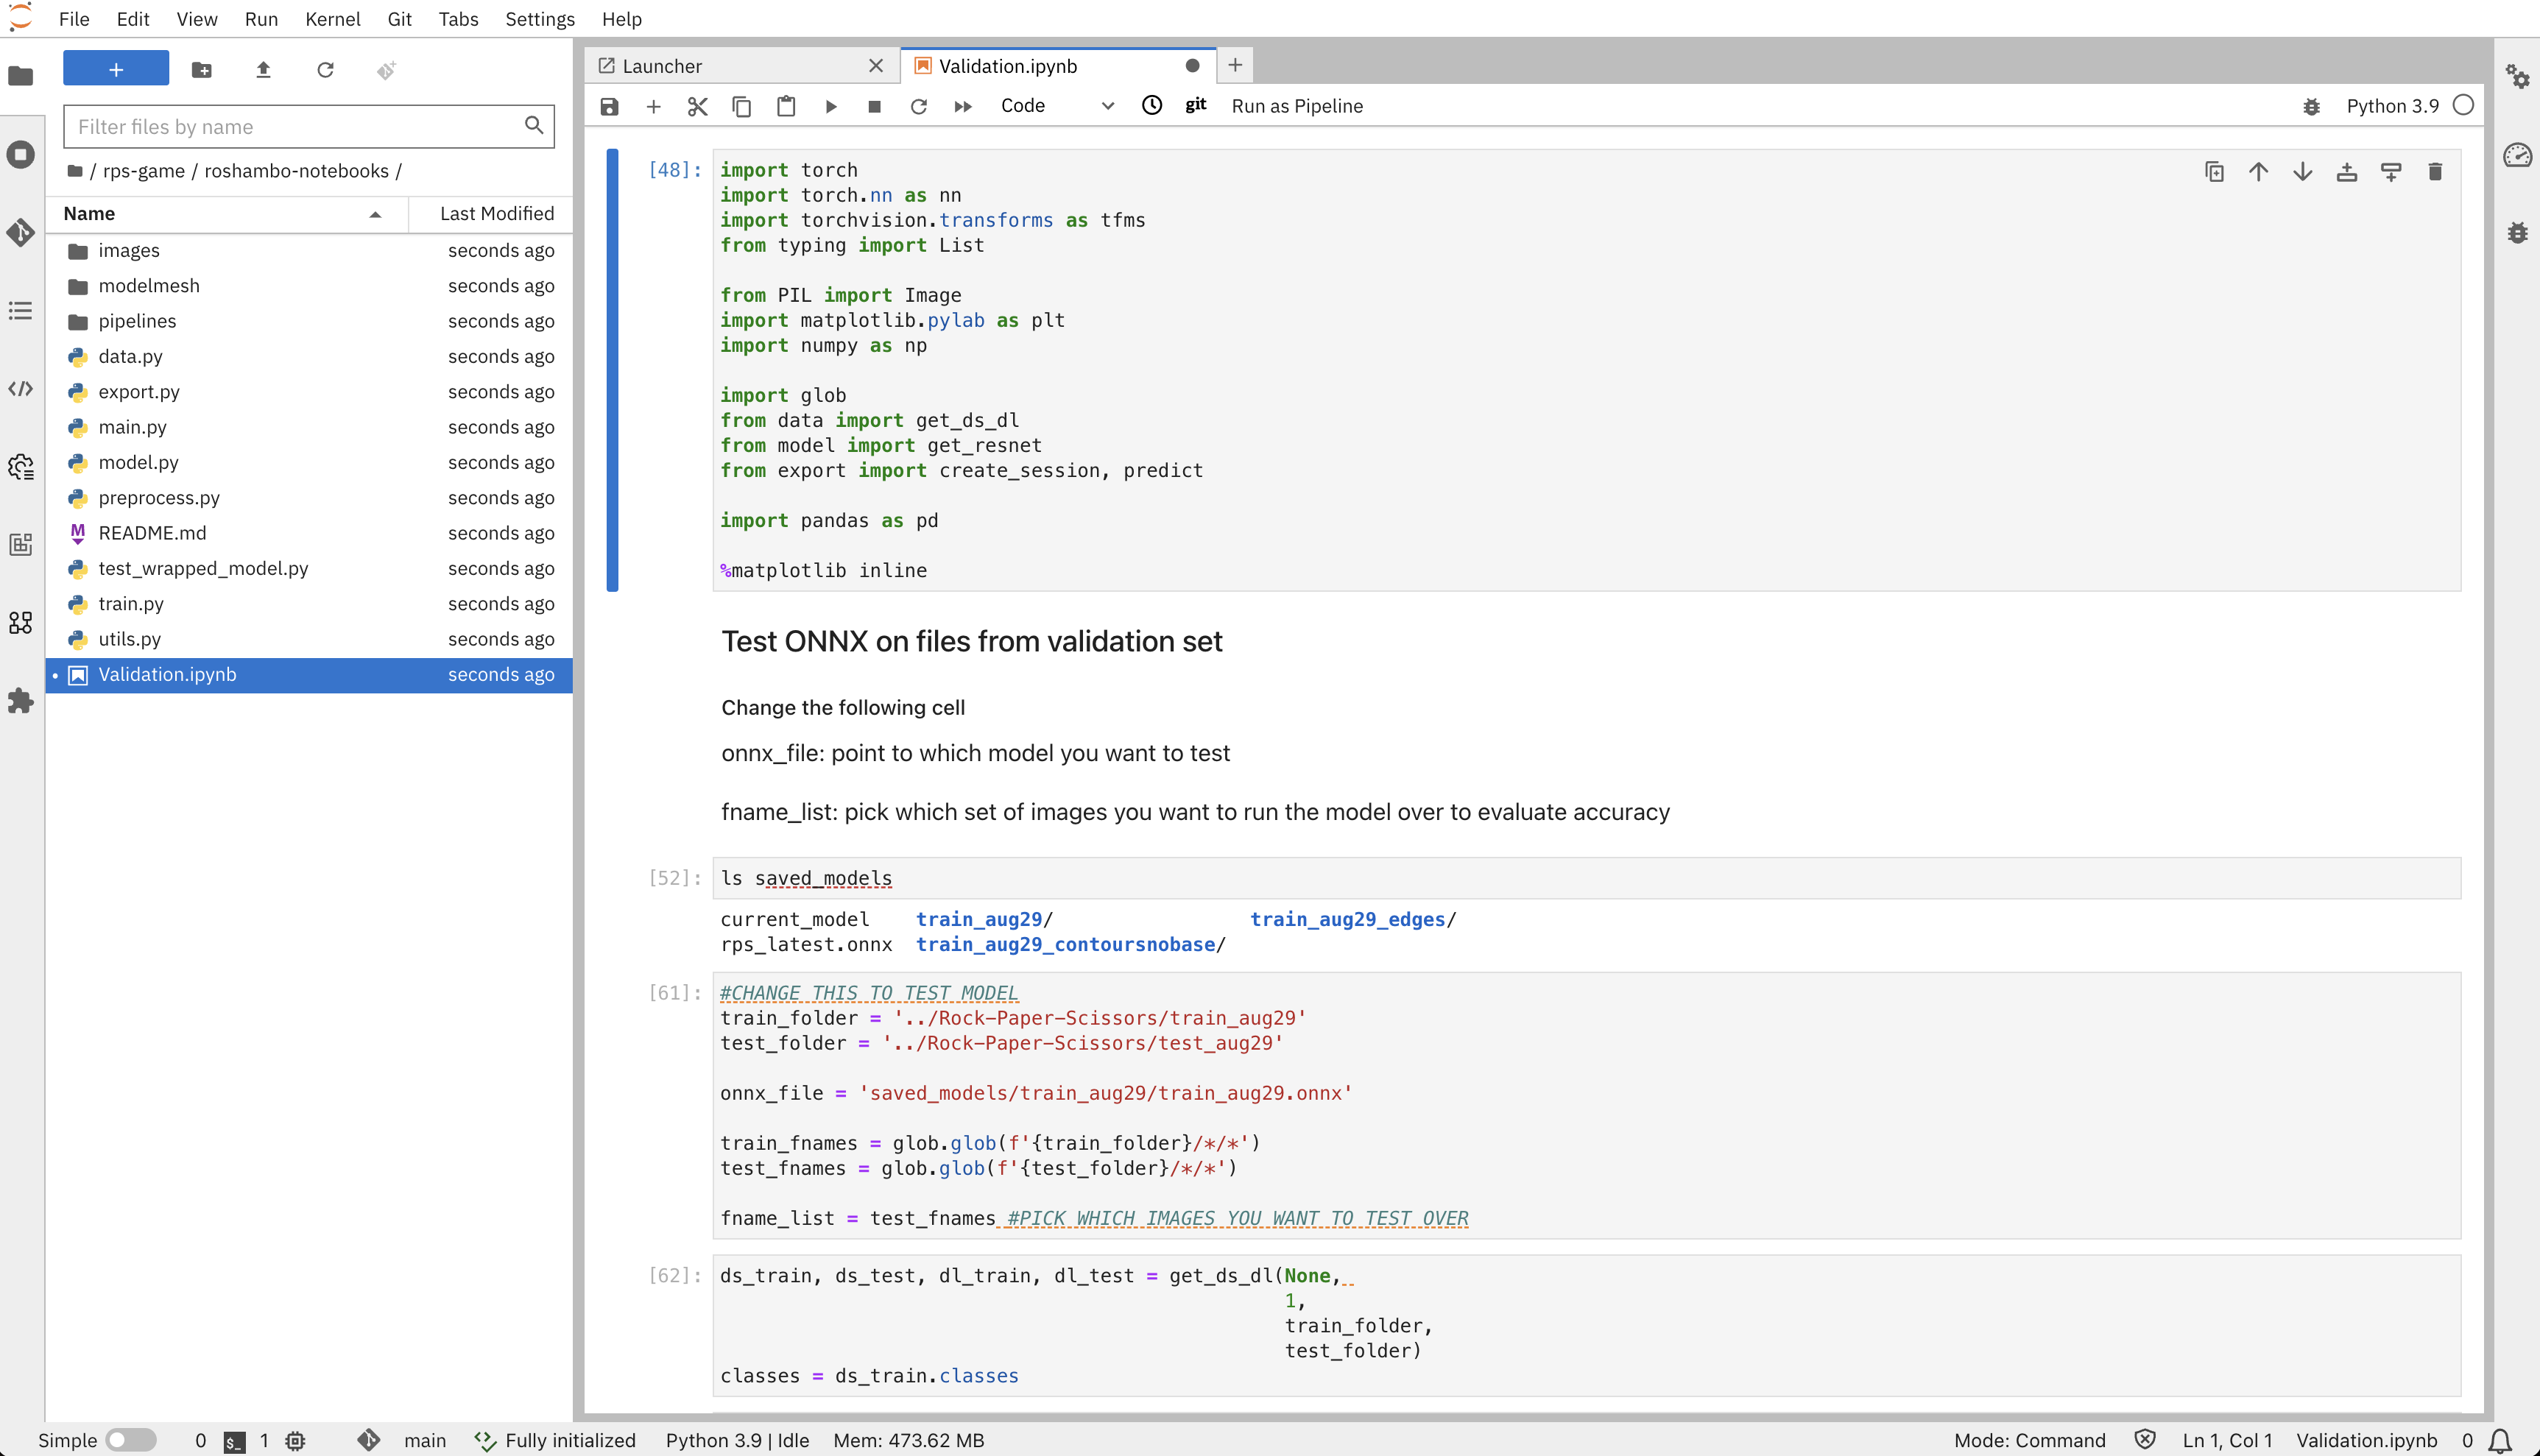 File Edit View Run Kernel Git Tabs Settings Help
+
Filter files by name
/ rps-game / roshambo-notebooks /
Name Last Modified
images seconds ago
modelmesh seconds ago
pipelines seconds ago
data.py seconds ago
export.py seconds ago
main.py seconds ago
model.py seconds ago
preprocess.py seconds ago
README.md seconds ago
test_wrapped_model.py seconds ago
train.py seconds ago
utils.py seconds ago
Validation.ipynb seconds ago
Launcher Validation.ipynb
Code git Run as Pipeline Python 3.9
[48]: import torch
import torch.nn as nn
import torchvision.transforms as tfms
from typing import List
from PIL import Image
import matplotlib.pylab as plt
import numpy as np
import glob
from data import get_ds_dl
from model import get_resnet
from export import create_session, predict
import pandas as pd
%matplotlib inline
Test ONNX on files from validation set
Change the following cell
onnx_file: point to which model you want to test
fname_list: pick which set of images you want to run the model over to evaluate accuracy
[52]: ls saved_models
current_model train_aug29/ train_aug29_edges/
rps_latest.onnx train_aug29_contoursnobase/
[61]: #CHANGE THIS TO TEST MODEL
train_folder = '../Rock-Paper-Scissors/train_aug29'
test_folder = '../Rock-Paper-Scissors/test_aug29'
onnx_file = 'saved_models/train_aug29/train_aug29.onnx'
train_fnames = glob.glob(f'{train_folder}/*/*')
test_fnames = glob.glob(f'{test_folder}/*/*')
fname_list = test_fnames #PICK WHICH IMAGES YOU WANT TO TEST OVER
[62]: ds_train, ds_test, dl_train, dl_test = get_ds_dl(None,
1,
train_folder,
test_folder)
classes = ds_train.classes
Simple 0 $_ 1 main Fully initialized Python 3.9 | Idle Mem: 473.62 MB Mode: Command Ln 1, Col 1 Validation.ipynb 0